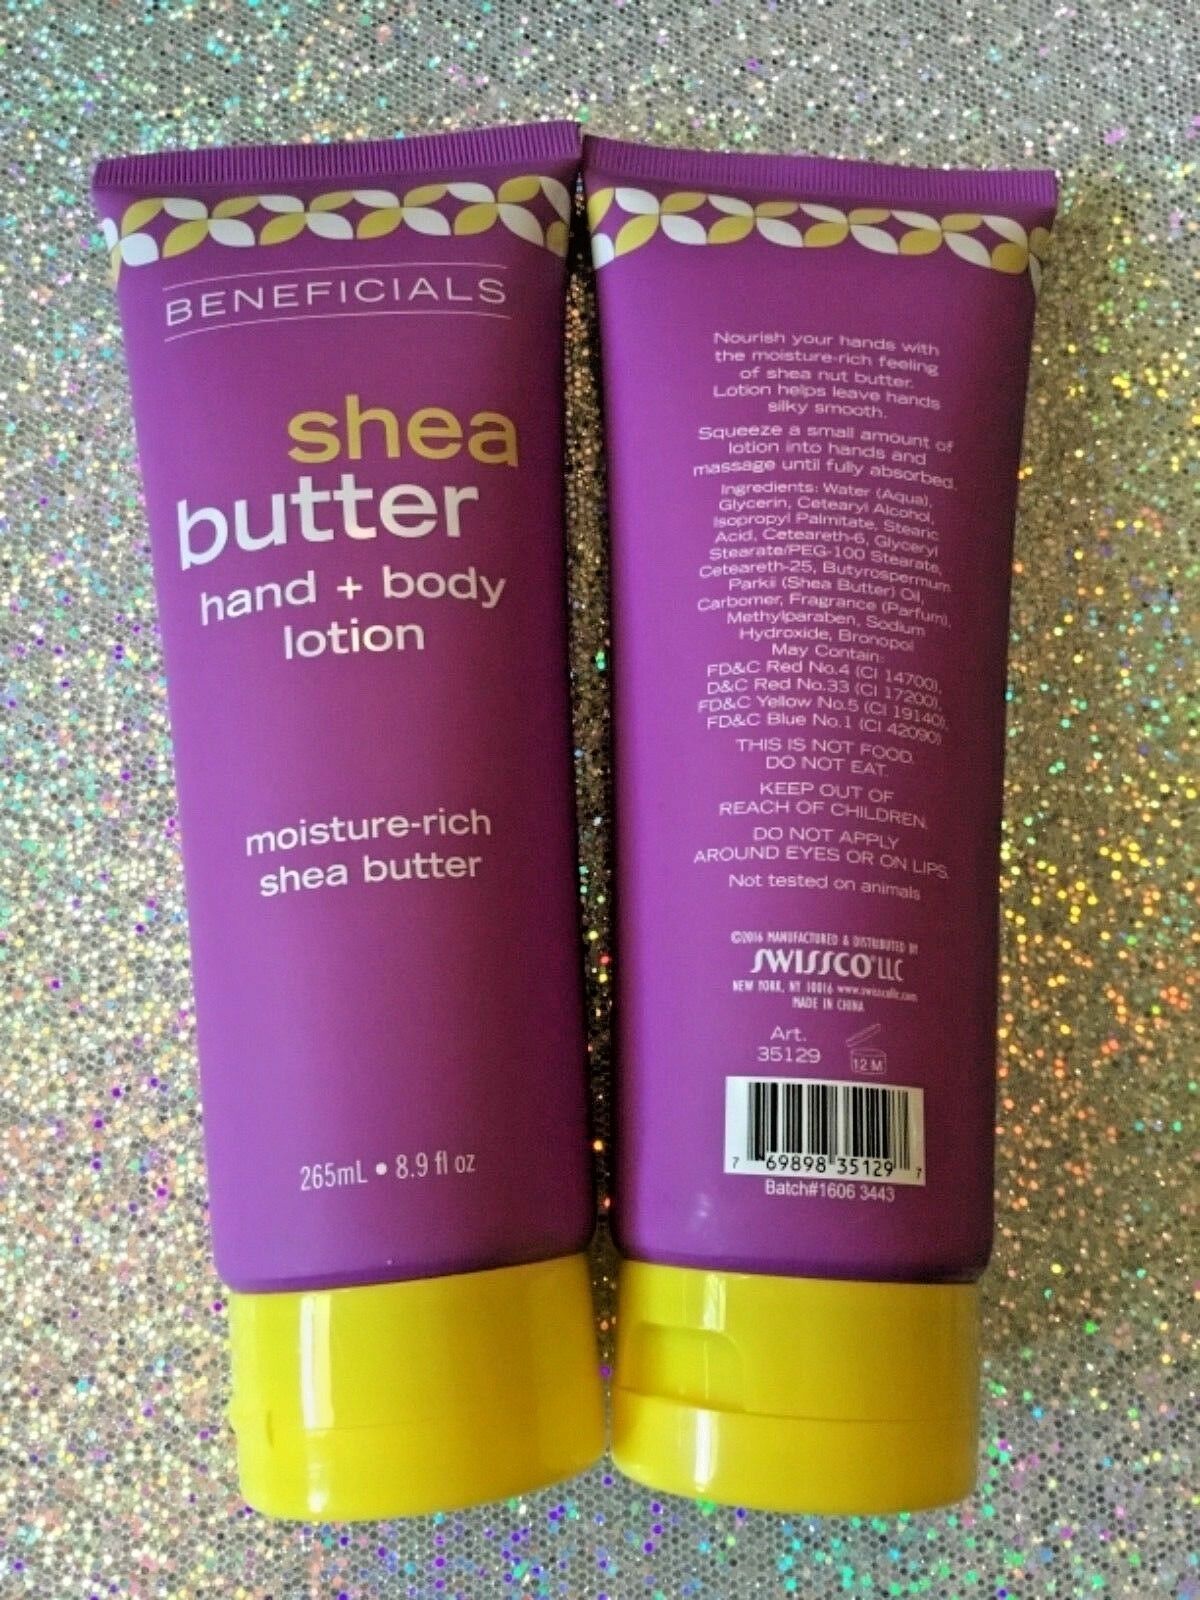 BENEFICIALS
shea
butter
hand + body
lotion
moisture-rich
shea butter
265mL • 8.9 fl oz
Nourish your hands with
the moisture-rich feeling
of shea nut butter.
Lotion helps leave hands
silky smooth.
Squeeze a small amount of
lotion into hands and
massage until fully absorbed.
Ingredients: Water (Aqua),
Glycerin, Cetearyl Alcohol,
Isopropyl Palmitate, Stearic
Acid, Ceteareth-6, Glyceryl
Stearate/PEG-100 Stearate,
Ceteareth-25, Butyrospermum
Parkii (Shea Butter) Oil,
Carbomer, Fragrance (Parfum),
Methylparaben, Sodium
Hydroxide, Bronopol
May Contain:
FD&C Red No.4 (CI 14700),
D&C Red No.33 (CI 17200),
FD&C Yellow No.5 (CI 19140),
FD&C Blue No.1 (CI 42090)
THIS IS NOT FOOD.
DO NOT EAT.
KEEP OUT OF
REACH OF CHILDREN.
DO NOT APPLY
AROUND EYES OR ON LIPS.
Not tested on animals
©2016 MANUFACTURED & DISTRIBUTED BY
SWISSCO® LLC
NEW YORK, NY 10016 www.swisscollc.com
MADE IN CHINA
Art.
35129
12 M
7 69898 35129 7
Batch#1606 3443